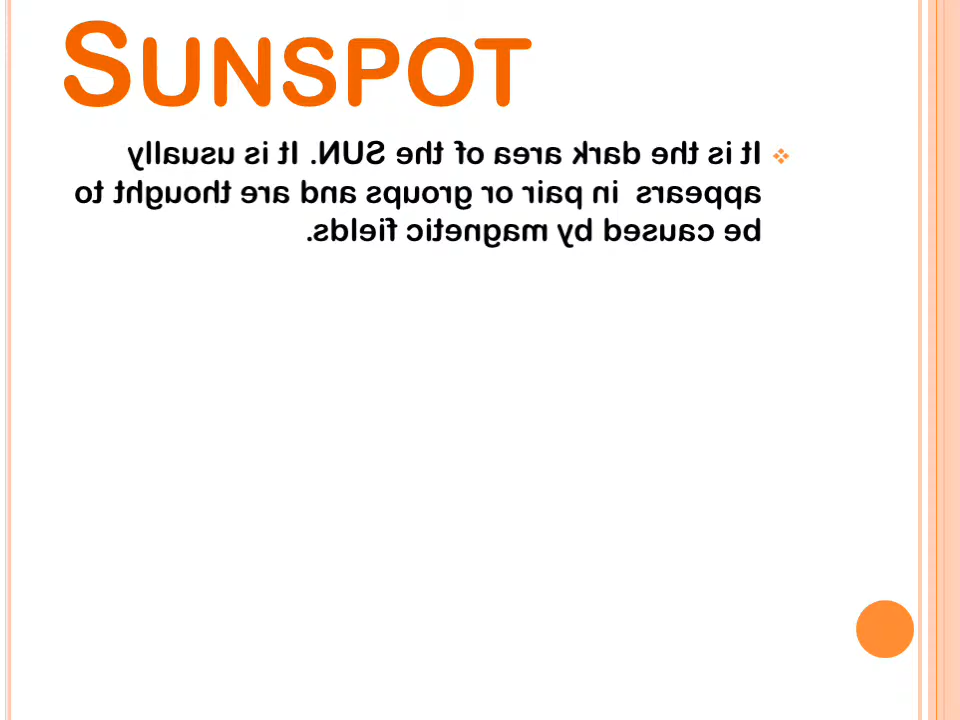 SUNSPOT
❖ It is the dark area of the SUN. It is usually
appears in pair or groups and are thought to
be caused by magnetic fields.